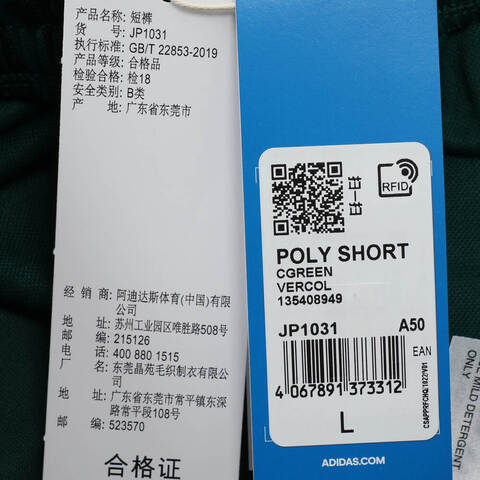 产品名称: 短裤
货　　号: JP1031
执行标准: GB/T 22853-2019
产品等级: 合格品
检验合格: 检18
安全类别: B类
产　　地: 广东省东莞市
经 销 商: 阿迪达斯体育(中国)有限
公司
地　　址: 苏州工业园区唯胜路508号
邮　　编: 215126
电　　话: 400 880 1515
厂　　名: 东莞晶苑毛织制衣有限公司
地　　址: 广东省东莞市常平镇东深
路常平段108号
邮　　编: 523570
合格证
RFID
POLY SHORT
CGREEN
VERCOL
135408949
JP1031 A50
EAN
4 067891 373312
L
ADIDAS.COM
MILD DETERGENT
ONLY